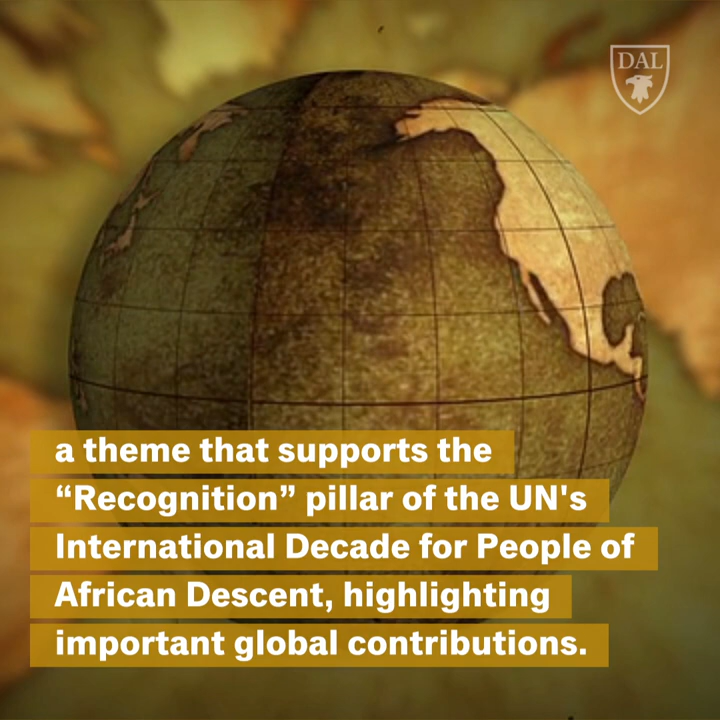 DAL
a theme that supports the
“Recognition” pillar of the UN's
International Decade for People of
African Descent, highlighting
important global contributions.